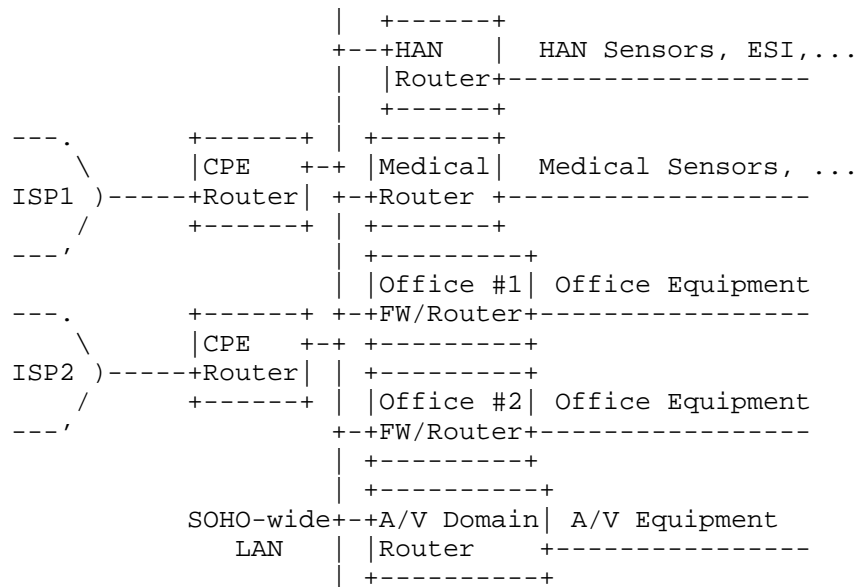 HAN HAN Sensors, ESI,...
Router
CPE Medical Medical Sensors, ...
ISP1 Router Router
Office #1 Office Equipment
FW/Router
CPE
ISP2 Router
Office #2 Office Equipment
FW/Router
SOHO-wide A/V Domain A/V Equipment
LAN Router